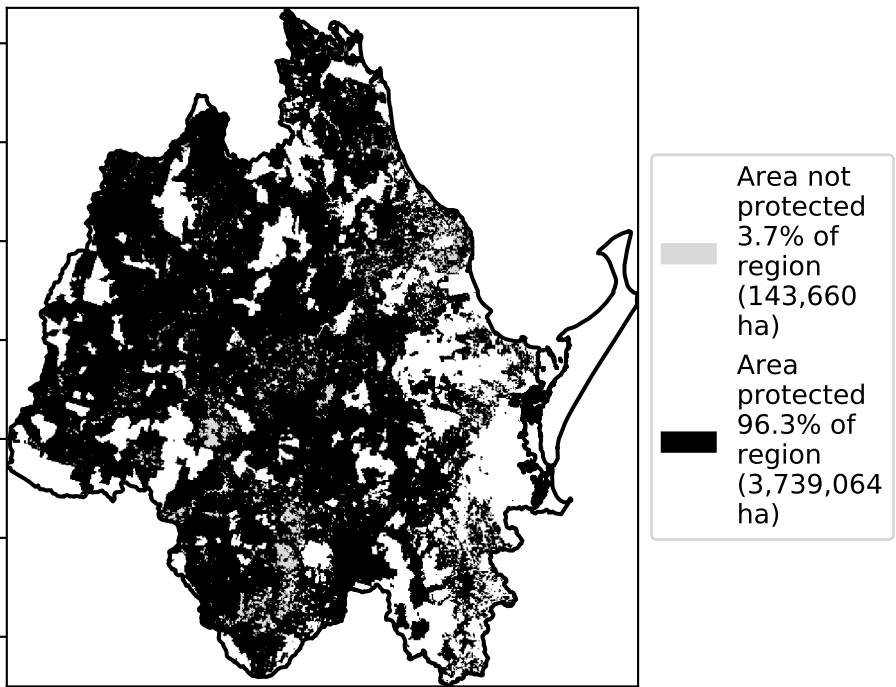 Area not
protected
3.7% of
region
(143,660
ha)
Area
protected
96.3% of
region
(3,739,064
ha)